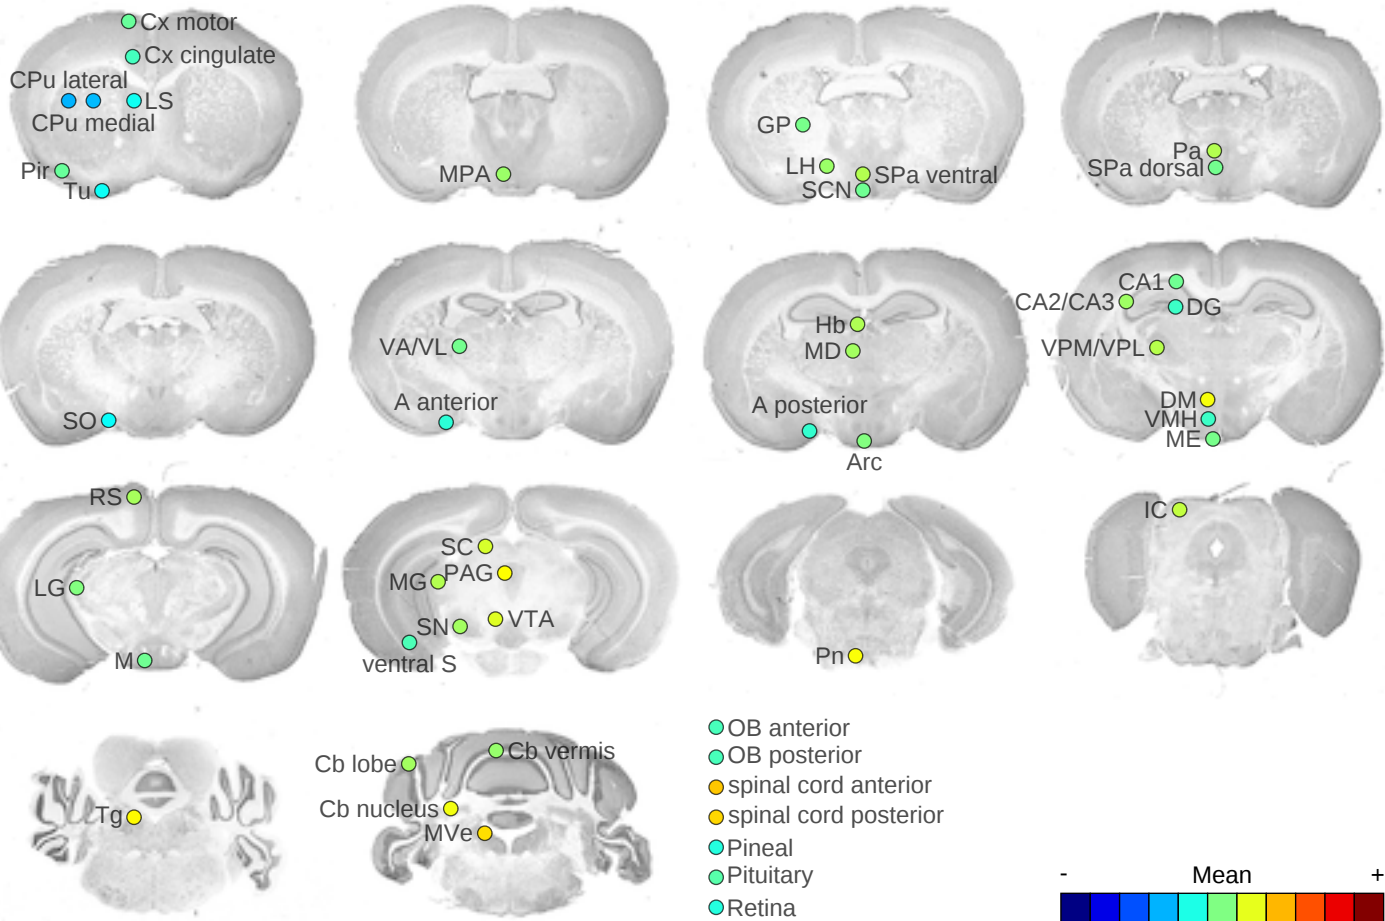 Cx motor
Cx cingulate
CPu lateral
LS
CPu medial
Pir
Tu
MPA
GP
LH
SPa ventral
SCN
Pa
SPa dorsal
SO
VA/VL
A anterior
Hb
MD
A posterior
Arc
CA1
CA2/CA3
DG
VPM/VPL
DM
VMH
ME
RS
LG
M
SC
PAG
MG
VTA
SN
ventral S
Pn
IC
Tg
Cb vermis
Cb lobe
Cb nucleus
MVe
OB anterior
OB posterior
spinal cord anterior
spinal cord posterior
Pineal
Pituitary
Retina
- Mean +